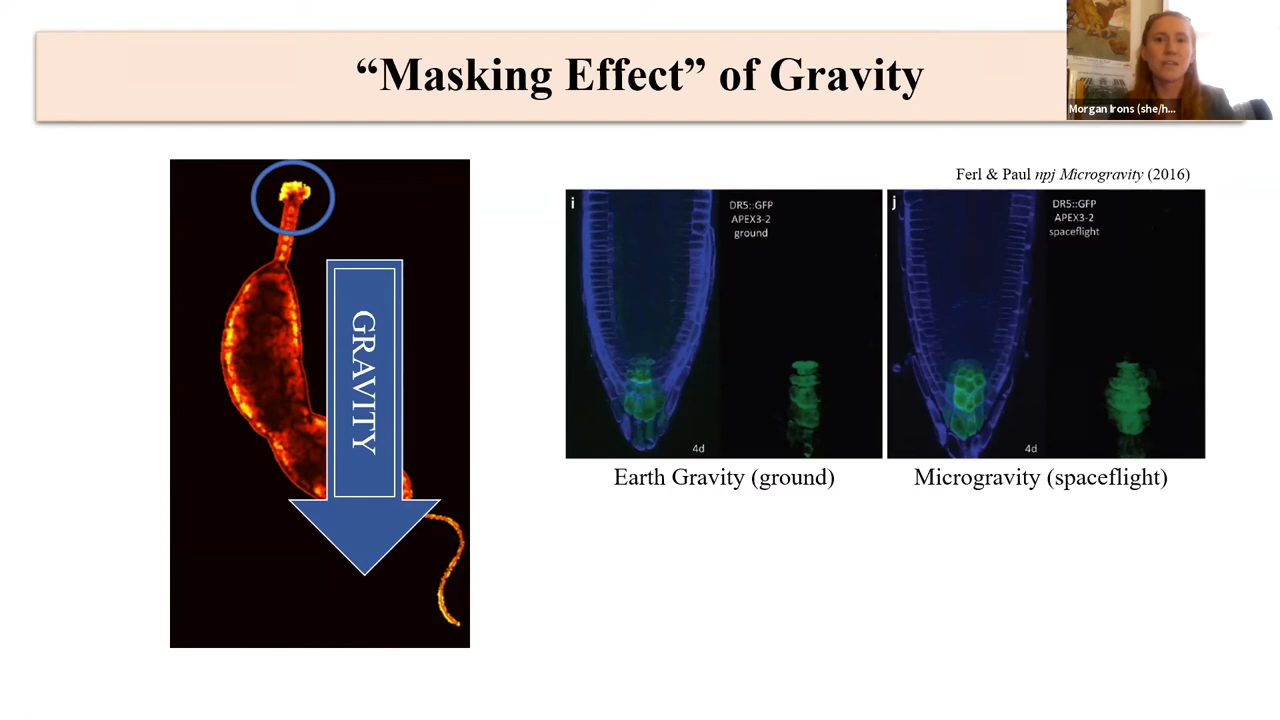 “Masking Effect” of Gravity
Morgan Irons (she/h...
GRAVITY
Ferl & Paul npj Microgravity (2016)
i
DR5::GFP
APEX3-2
ground
4d
j
DR5::GFP
APEX3-2
spaceflight
4d
Earth Gravity (ground)
Microgravity (spaceflight)